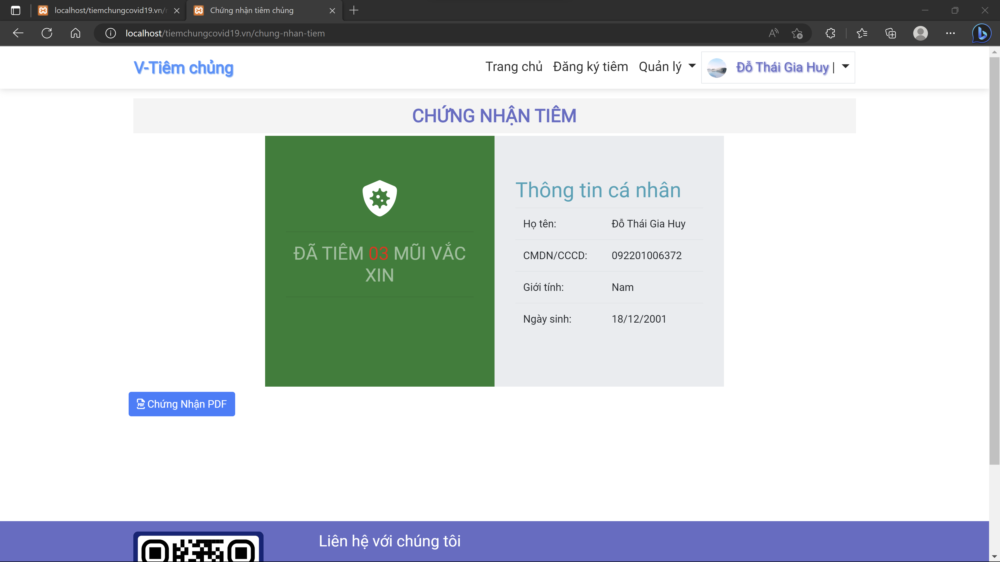 localhost/tiemchungcovid19.vn/
Chứng nhận tiêm chủng
localhost/tiemchungcovid19.vn/chung-nhan-tiem
V-Tiêm chủng
Trang chủ Đăng ký tiêm Quản lý Đỗ Thái Gia Huy |
CHỨNG NHẬN TIÊM
ĐÃ TIÊM 03 MŨI VẮC
XIN
Thông tin cá nhân
Họ tên: Đỗ Thái Gia Huy
CMDN/CCCD: 092201006372
Giới tính: Nam
Ngày sinh: 18/12/2001
PDF Chứng Nhận PDF
Liên hệ với chúng tôi